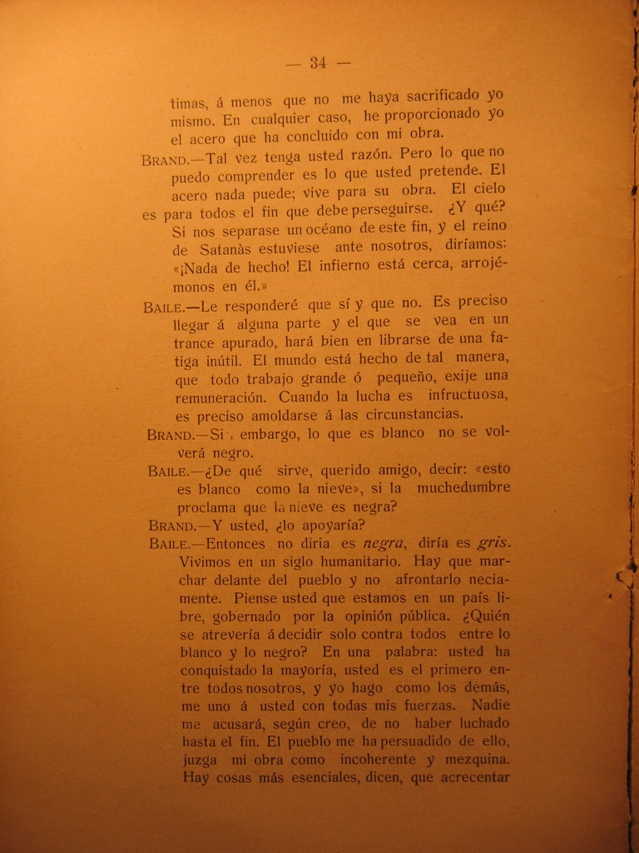 — 34 —
timas, á menos que no me haya sacrificado yo
mismo. En cualquier caso, he proporcionado yo
el acero que ha concluido con mi obra.
BRAND.—Tal vez tenga usted razón. Pero lo que no
puedo comprender es lo que usted pretende. El
acero nada puede; vive para su obra. El cielo
es para todos el fin que debe perseguirse. ¿Y qué?
Si nos separase un océano de este fin, y el reino
de Satanàs estuviese ante nosotros, diríamos:
«¡Nada de hecho! El infierno está cerca, arrojé-
monos en él.»
BAILE.—Le responderé que sí y que no. Es preciso
llegar á alguna parte y el que se vea en un
trance apurado, hará bien en librarse de una fa-
tiga inútil. El mundo está hecho de tal manera,
que todo trabajo grande ó pequeño, exije una
remuneración. Cuando la lucha es infructuosa,
es preciso amoldarse á las circunstancias.
BRAND.—Si embargo, lo que es blanco no se vol-
verá negro.
BAILE.—¿De qué sirve, querido amigo, decir: «esto
es blanco como la nieve», si la muchedumbre
proclama que la nieve es negra?
BRAND.—Y usted, ¿lo apoyaría?
BAILE.—Entonces no diria es negra, diría es gris.
Vivimos en un siglo humanitario. Hay que mar-
char delante del pueblo y no afrontarlo necia-
mente. Piense usted que estamos en un país li-
bre, gobernado por la opinión pública. ¿Quién
se atrevería á decidir solo contra todos entre lo
blanco y lo negro? En una palabra: usted ha
conquistado la mayoría, usted es el primero en-
tre todos nosotros, y yo hago como los demás,
me uno á usted con todas mis fuerzas. Nadie
me acusará, según creo, de no haber luchado
hasta el fin. El pueblo me ha persuadido de ello,
juzga mi obra como incoherente y mezquina.
Hay cosas más esenciales, dicen, que acrecentar